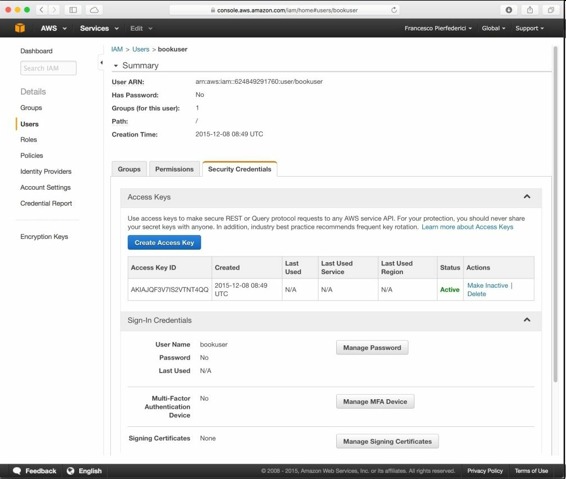 console.aws.amazon.com/iam/home#users/bookuser
AWS Services Edit Francesco Pierfederici Global Support
Dashboard
Search IAM
Details
Groups
Users
Roles
Policies
Identity Providers
Account Settings
Credential Report
Encryption Keys
IAM > Users > bookuser
Summary
User ARN: arn:aws:iam::624849291760:user/bookuser
Has Password: No
Groups (for this user): 1
Path: /
Creation Time: 2015-12-08 08:49 UTC
Groups Permissions Security Credentials
Access Keys
Use access keys to make secure REST or Query protocol requests to any AWS service API. For your protection, you should never share
your secret keys with anyone. In addition, industry best practice recommends frequent key rotation. Learn more about Access Keys
Create Access Key
Access Key ID Created Last Used Last Used Service Last Used Region Status Actions
AKIAJQF3V7IS2VTNT4QQ 2015-12-08 08:49 UTC N/A N/A N/A Active Make Inactive | Delete
Sign-In Credentials
User Name bookuser
Password No
Last Used N/A
Manage Password
Multi-Factor Authentication Device No
Manage MFA Device
Signing Certificates None
Manage Signing Certificates
Feedback English © 2008 - 2015, Amazon Web Services, Inc. or its affiliates. All rights reserved. Privacy Policy Terms of Use